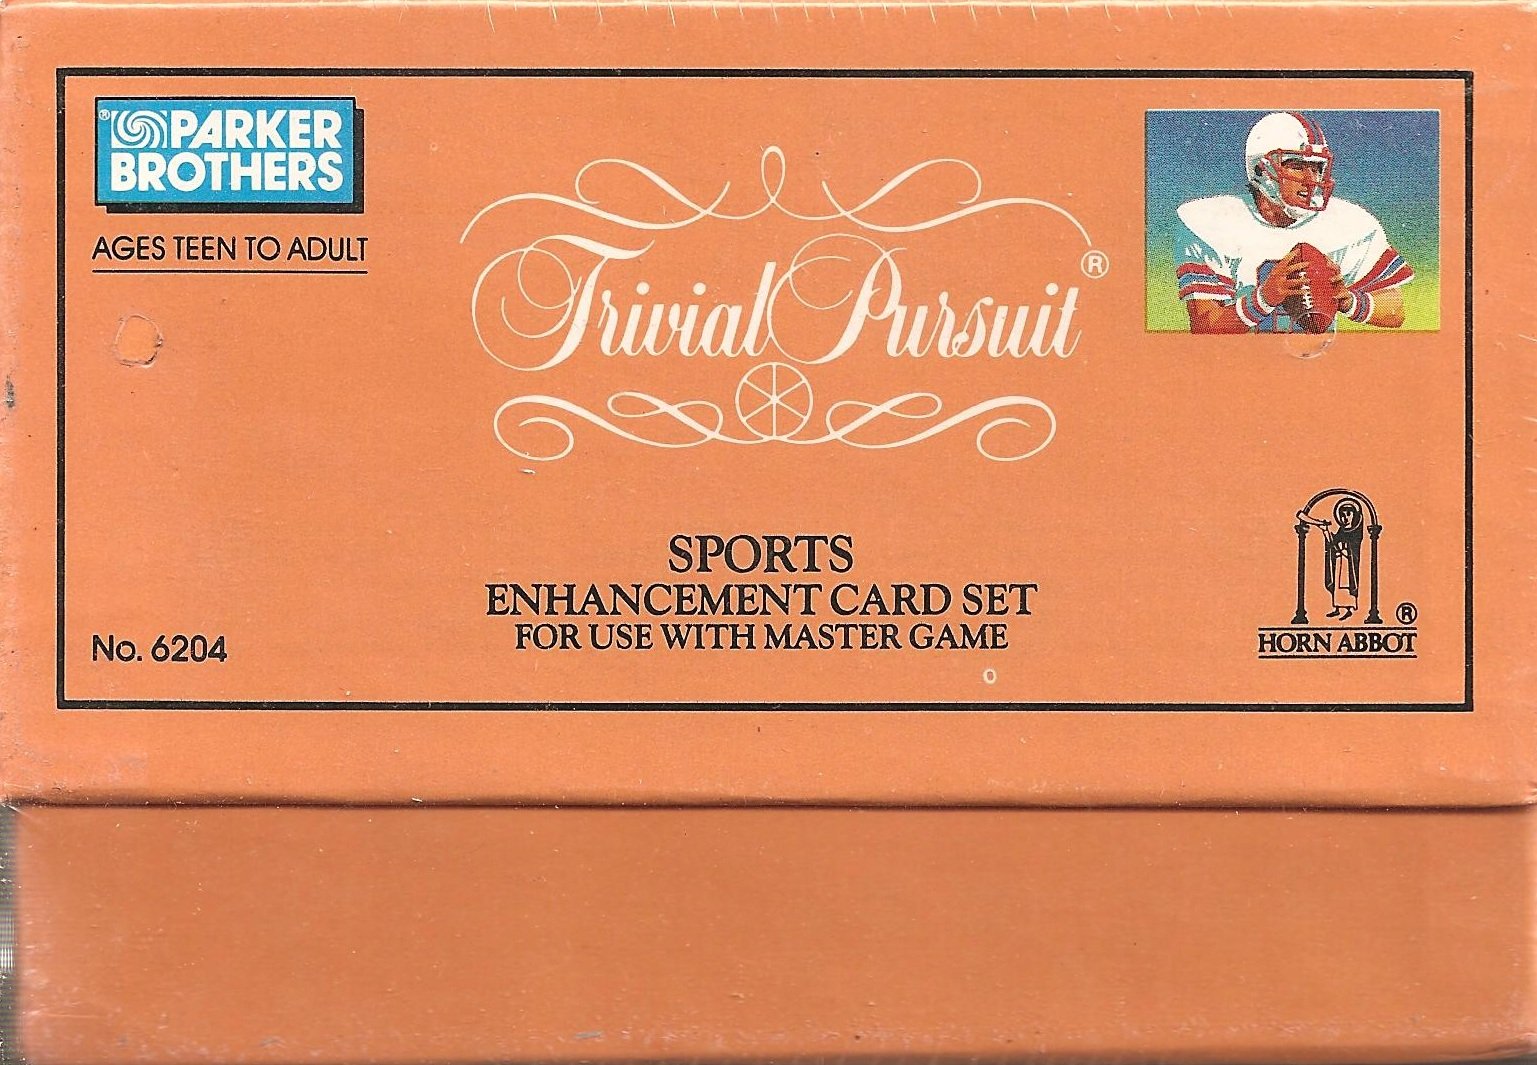 ® PARKER
BROTHERS
AGES TEEN TO ADULT
Trivial Pursuit®
SPORTS
ENHANCEMENT CARD SET
FOR USE WITH MASTER GAME
No. 6204
®
HORN ABBOT